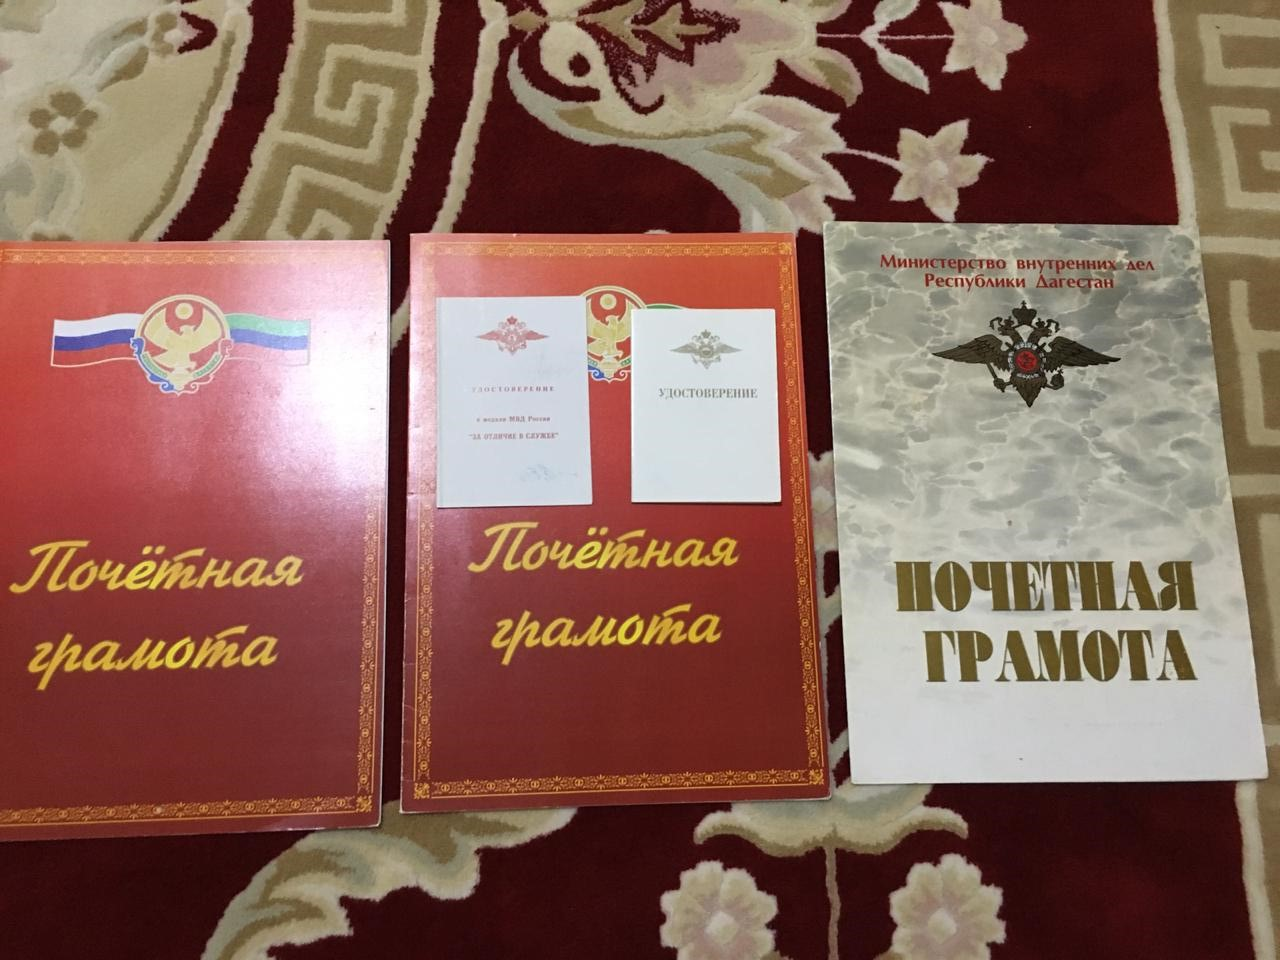 Почётная
грамота
УДОСТОВЕРЕНИЕ
к медали МВД России
"ЗА ОТЛИЧИЕ В СЛУЖБЕ"
УДОСТОВЕРЕНИЕ
Почётная
грамота
Министерство внутренних дел
Республики Дагестан
ПОЧЕТНАЯ
ГРАМОТА